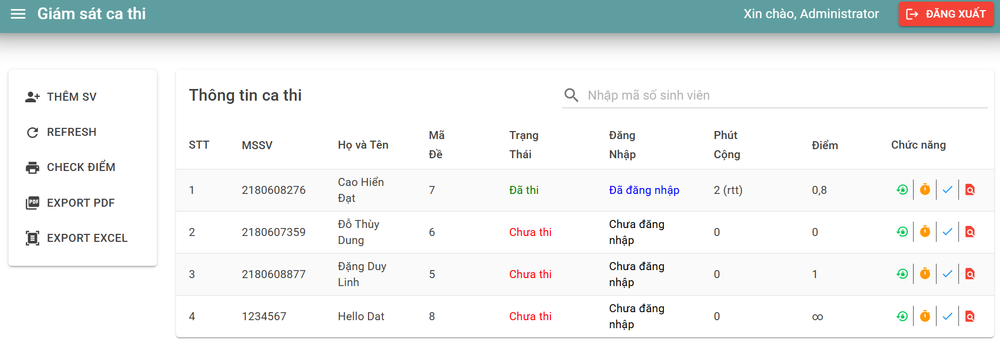 Giám sát ca thi
Xin chào, Administrator
ĐĂNG XUẤT
THÊM SV
REFRESH
CHECK ĐIỂM
PDF EXPORT PDF
EXPORT EXCEL
Thông tin ca thi
Nhập mã số sinh viên
STT MSSV Họ và Tên Mã Đề Trạng Thái Đăng Nhập Phút Cộng Điểm Chức năng
1 2180608276 Cao Hiển Đạt 7 Đã thi Đã đăng nhập 2 (rtt) 0,8
2 2180607359 Đỗ Thùy Dung 6 Chưa thi Chưa đăng nhập 0 0
3 2180608877 Đặng Duy Linh 5 Chưa thi Chưa đăng nhập 0 1
4 1234567 Hello Dat 8 Chưa thi Chưa đăng nhập 0 ∞